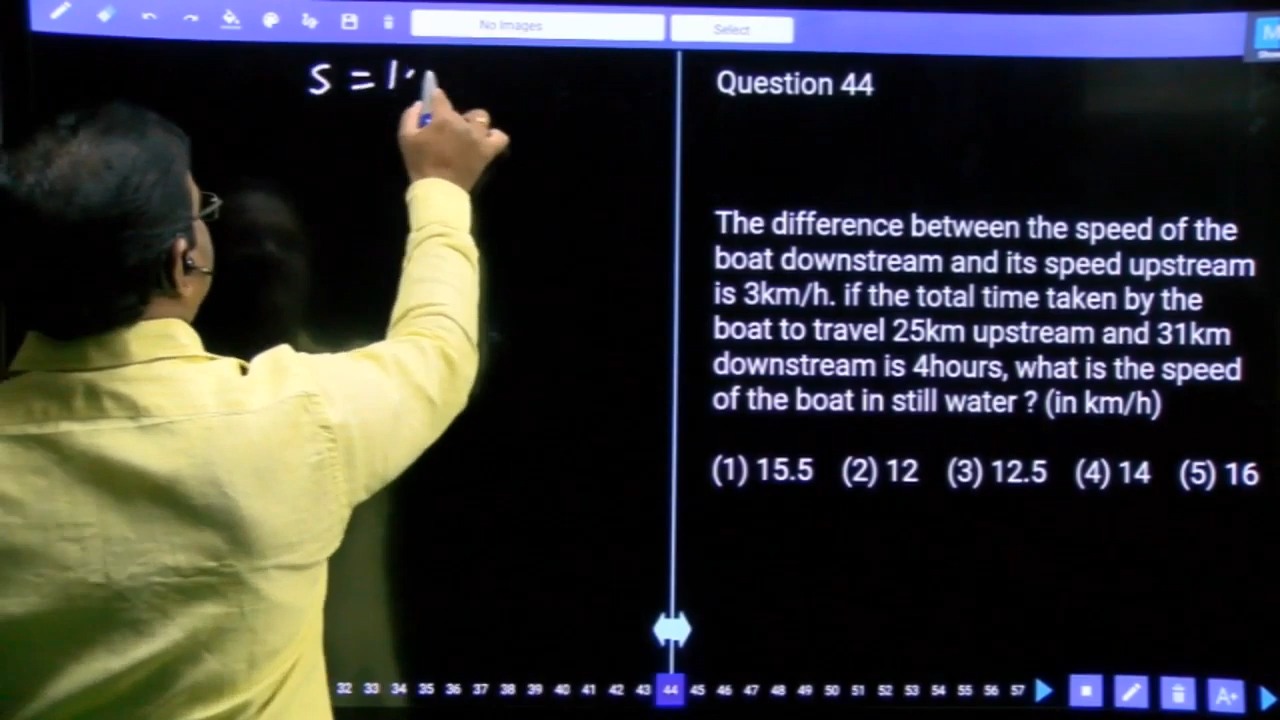 No Images
Select
S = 1.
Question 44
The difference between the speed of the
boat downstream and its speed upstream
is 3km/h. if the total time taken by the
boat to travel 25km upstream and 31km
downstream is 4hours, what is the speed
of the boat in still water ? (in km/h)
(1) 15.5 (2) 12 (3) 12.5 (4) 14 (5) 16
32 33 34 35 36 37 38 39 40 41 42 43 44 45 46 47 48 49 50 51 52 53 54 55 56 57
A+